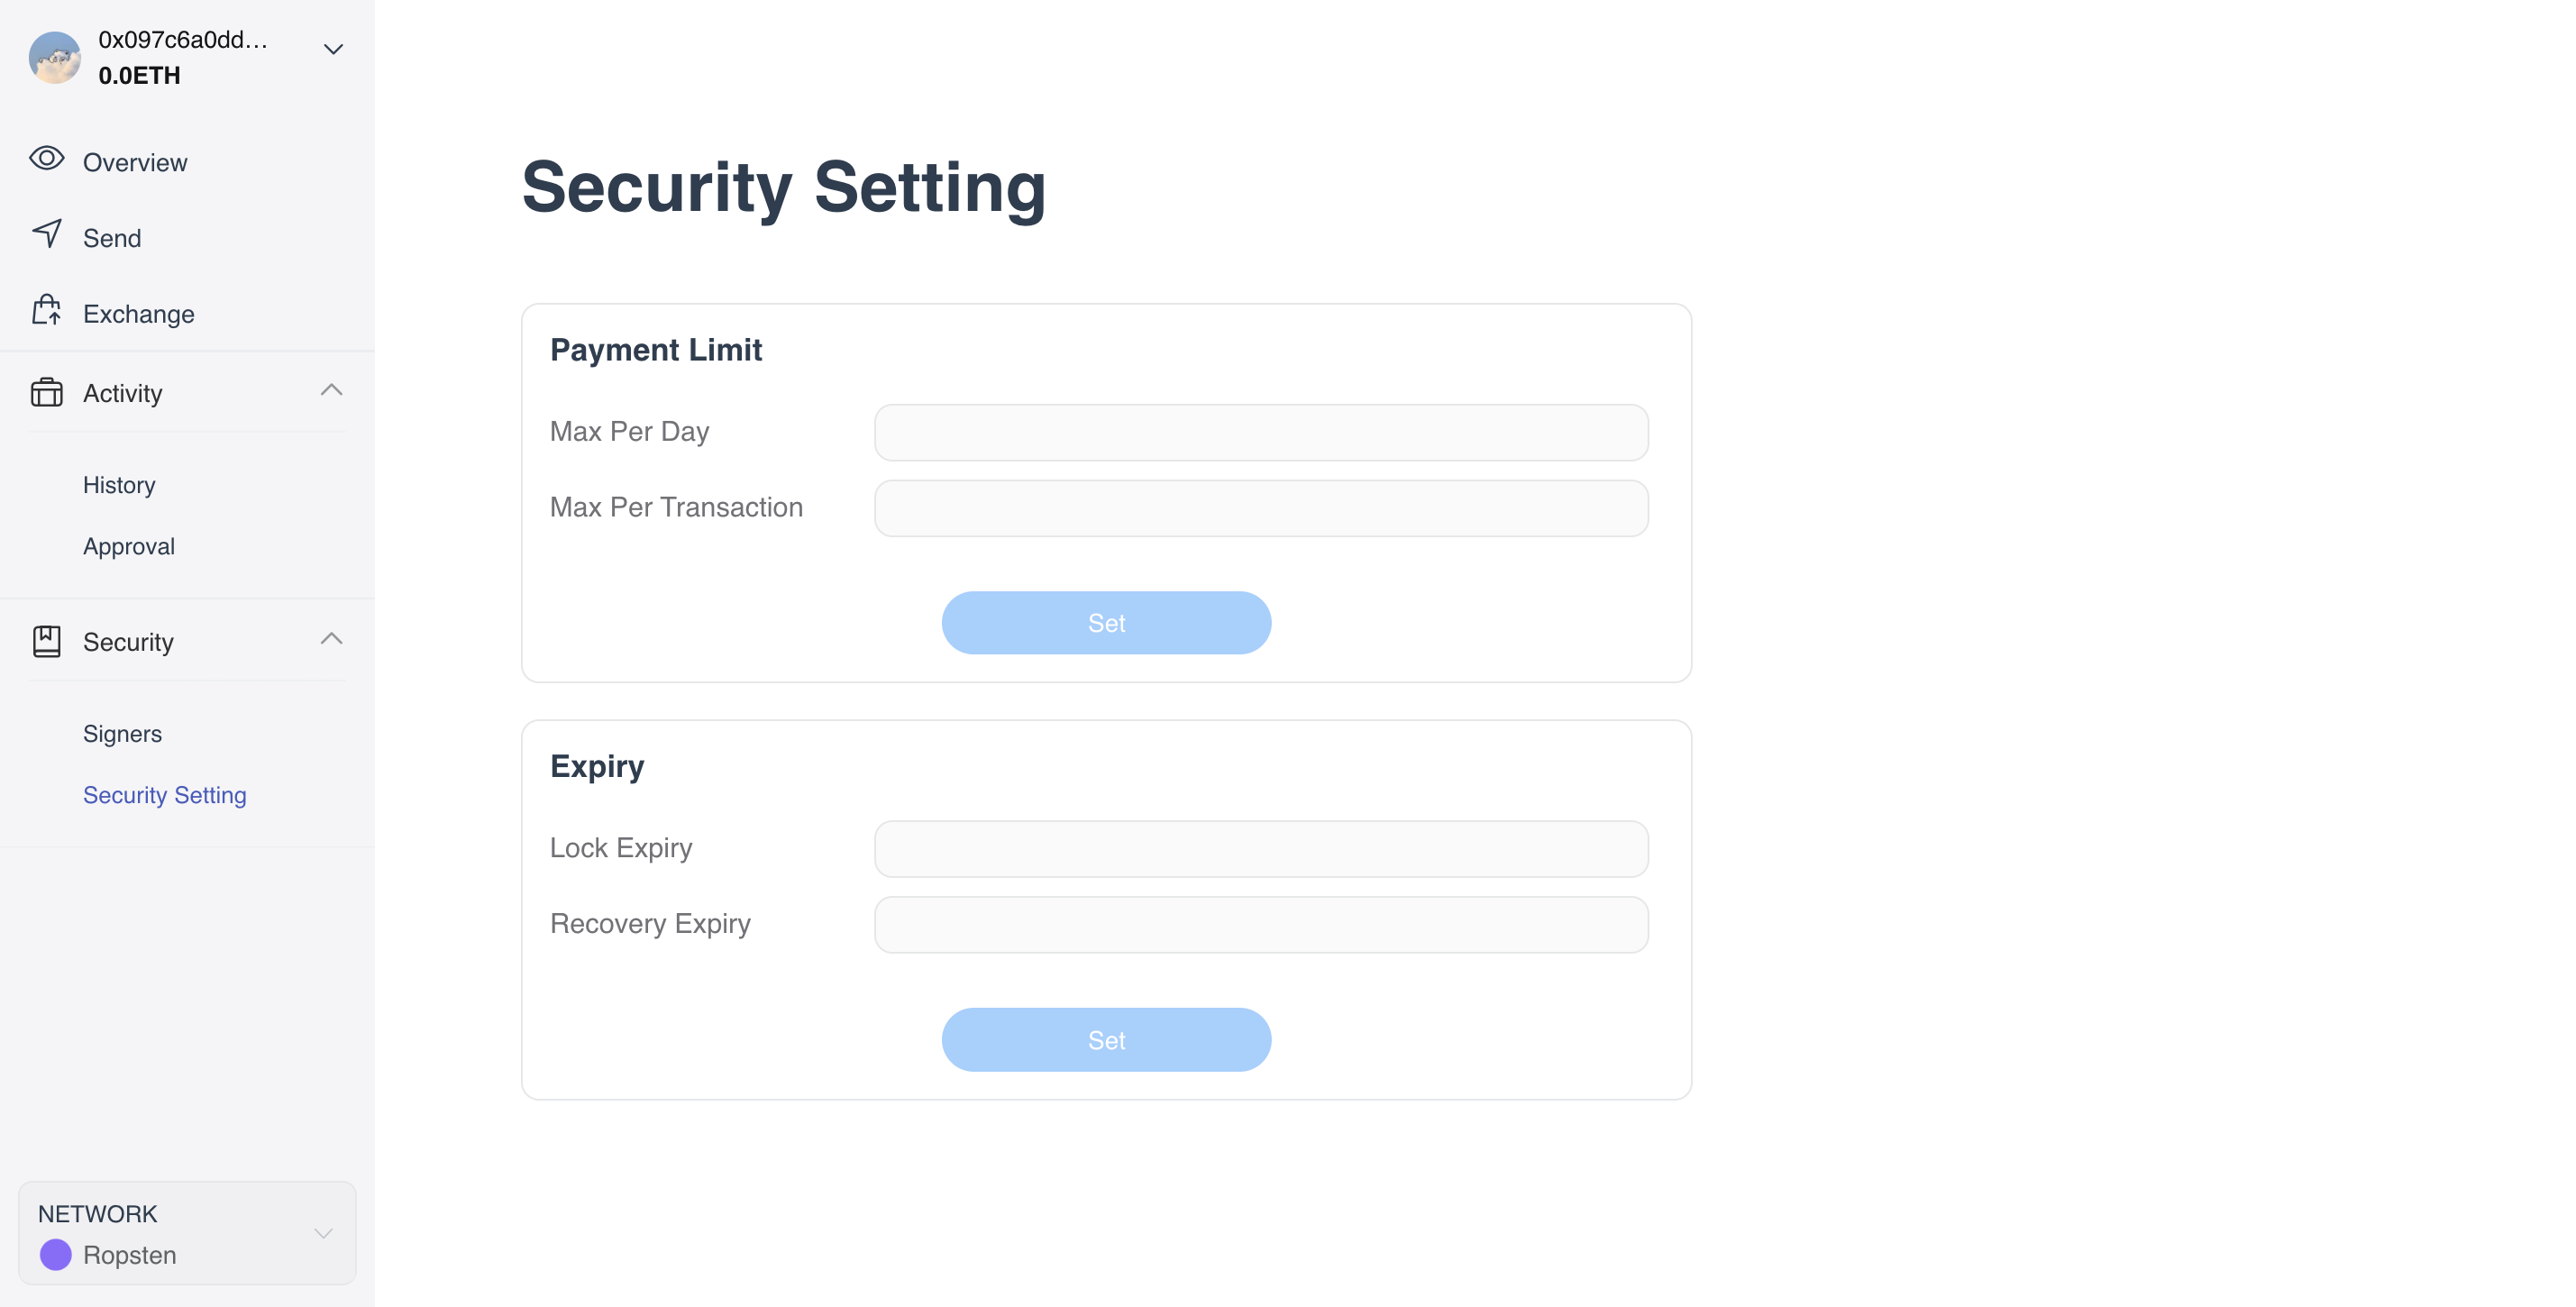 0x097c6a0dd...
0.0ETH
Overview
Send
Exchange
Activity
History
Approval
Security
Signers
Security Setting
NETWORK
Ropsten
Security Setting
Payment Limit
Max Per Day
Max Per Transaction
Set
Expiry
Lock Expiry
Recovery Expiry
Set